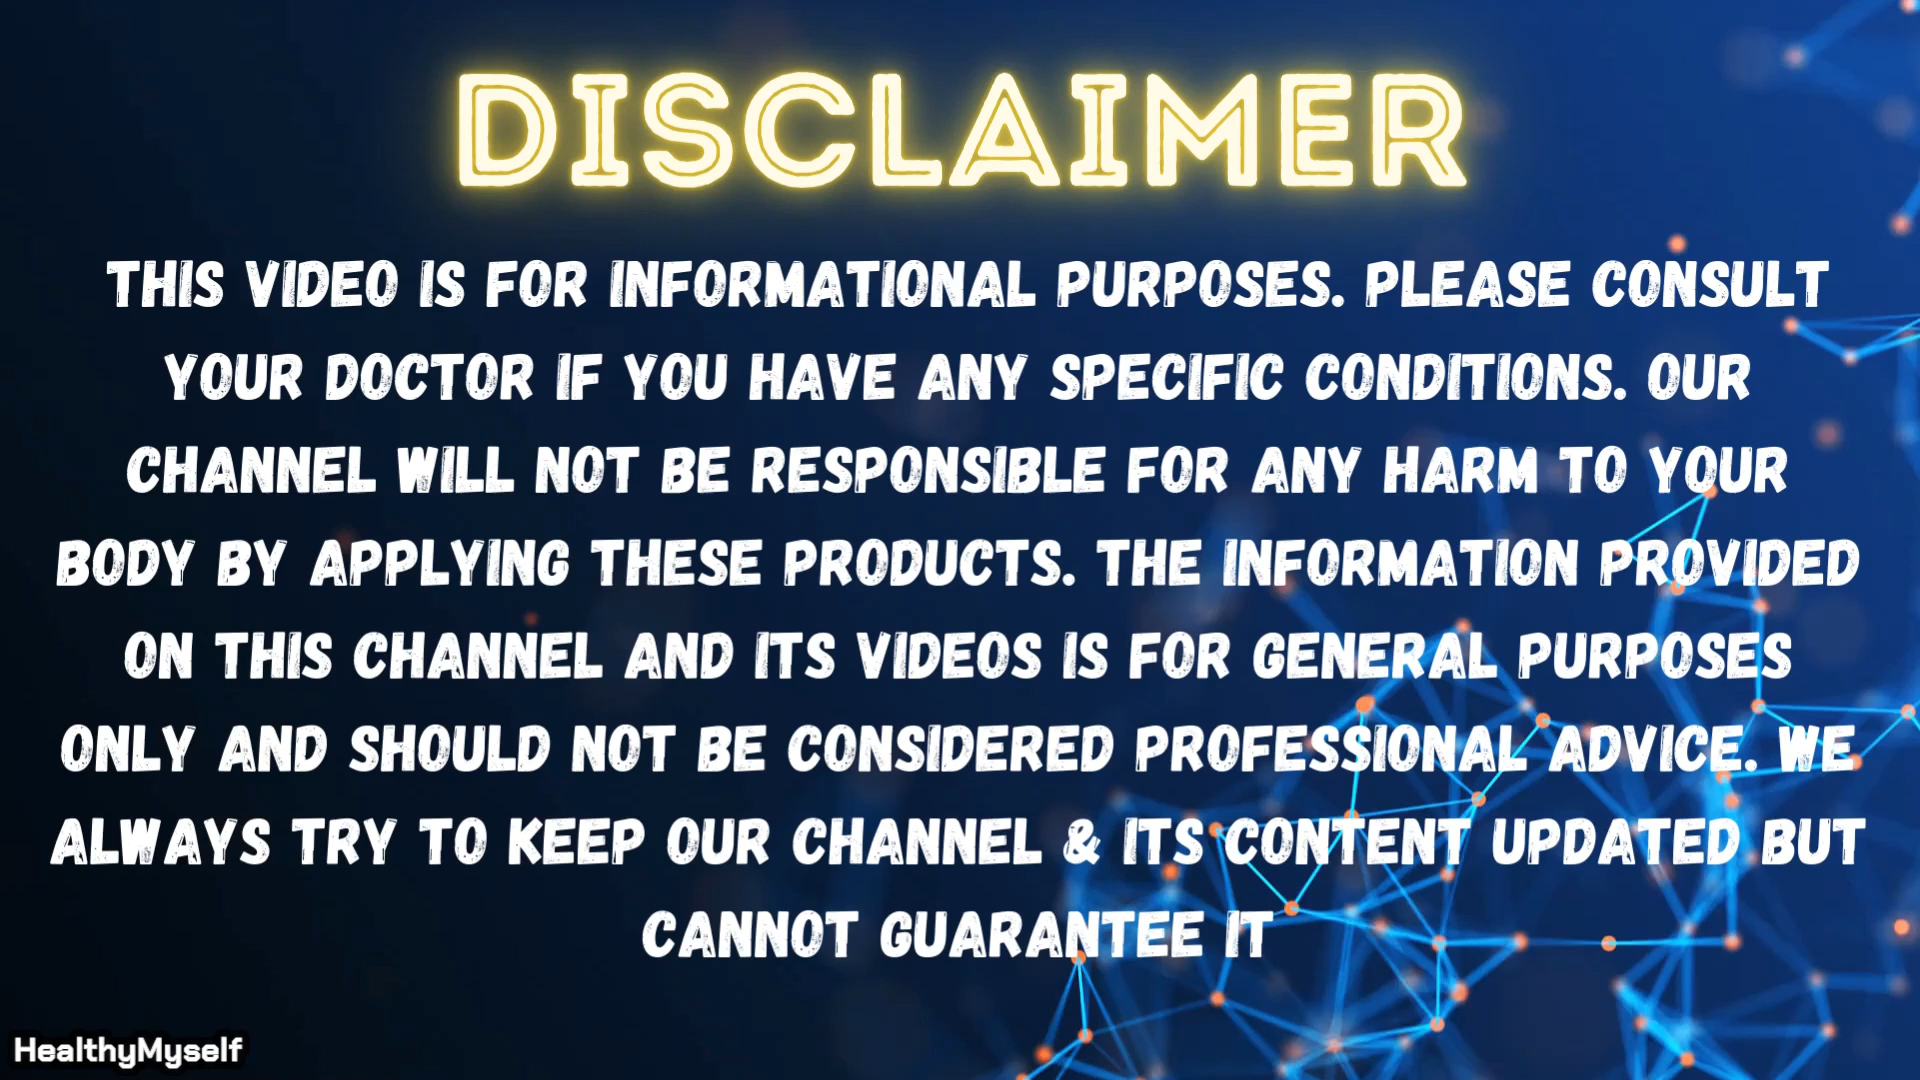 DISCLAIMER
THIS VIDEO IS FOR INFORMATIONAL PURPOSES. PLEASE CONSULT
YOUR DOCTOR IF YOU HAVE ANY SPECIFIC CONDITIONS. OUR
CHANNEL WILL NOT BE RESPONSIBLE FOR ANY HARM TO YOUR
BODY BY APPLYING THESE PRODUCTS. THE INFORMATION PROVIDED
ON THIS CHANNEL AND ITS VIDEOS IS FOR GENERAL PURPOSES
ONLY AND SHOULD NOT BE CONSIDERED PROFESSIONAL ADVICE. WE
ALWAYS TRY TO KEEP OUR CHANNEL & ITS CONTENT UPDATED BUT
CANNOT GUARANTEE IT
HealthyMyself